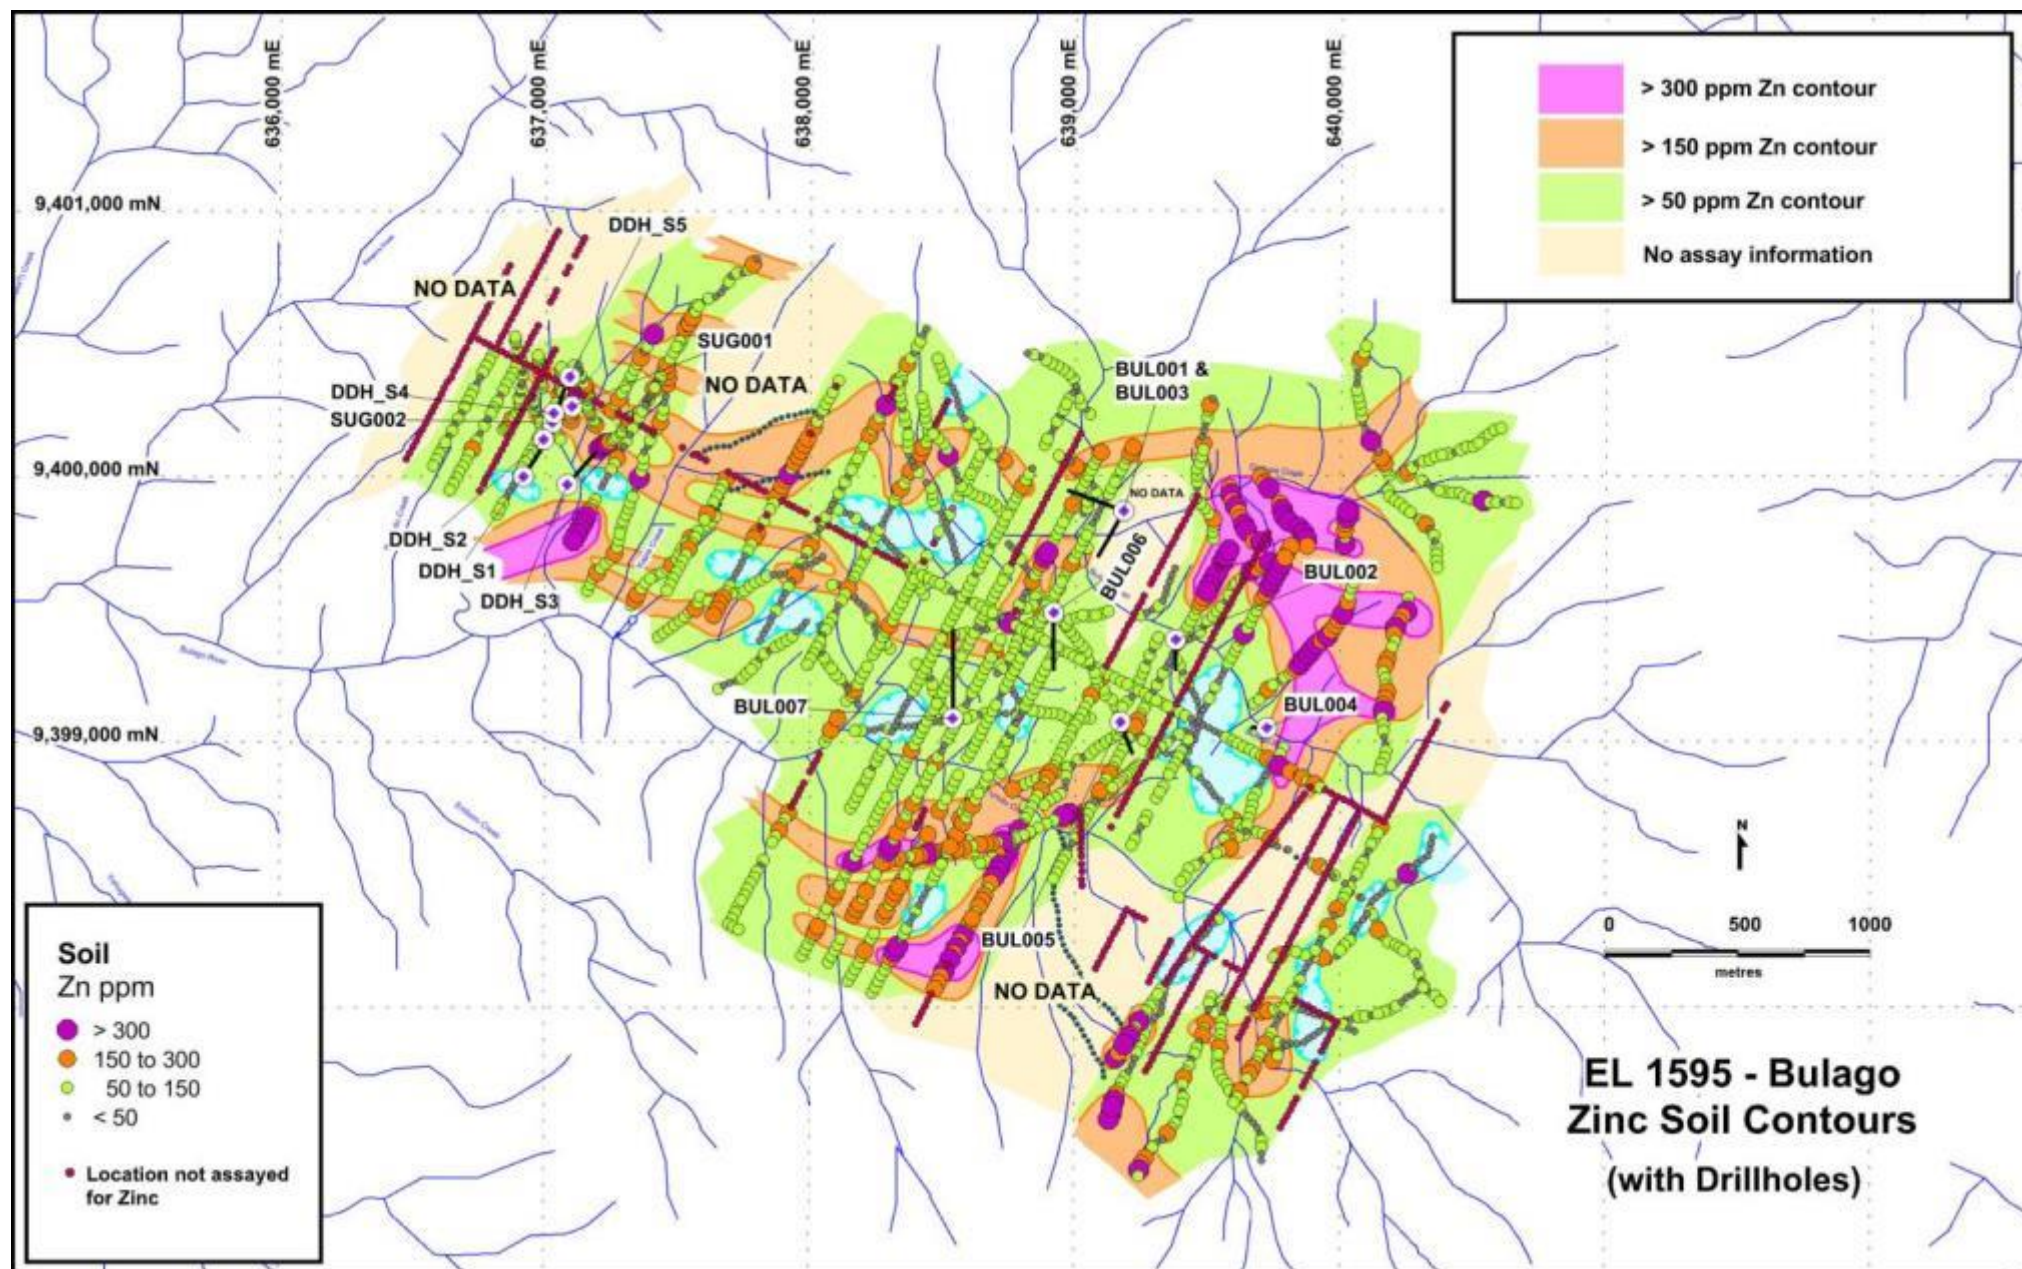 636,000 mE
637,000 mE
638,000 mE
639,000 mE
640,000 mE
> 300 ppm Zn contour
> 150 ppm Zn contour
> 50 ppm Zn contour
No assay information
9,401,000 mN
DDH_S5
NO DATA
SUG001
NO DATA
BUL001 &
BUL003
DDH_S4
SUG002
9,400,000 mN
NO DATA
DDH_S2
BUL006
BUL002
DDH_S1
DDH_S3
Bulago River
BUL007
BUL004
9,399,000 mN
N
0 500 1000
metres
BUL005
NO DATA
Soil
Zn ppm
> 300
150 to 300
50 to 150
< 50
Location not assayed
for Zinc
EL 1595 - Bulago
Zinc Soil Contours
(with Drillholes)